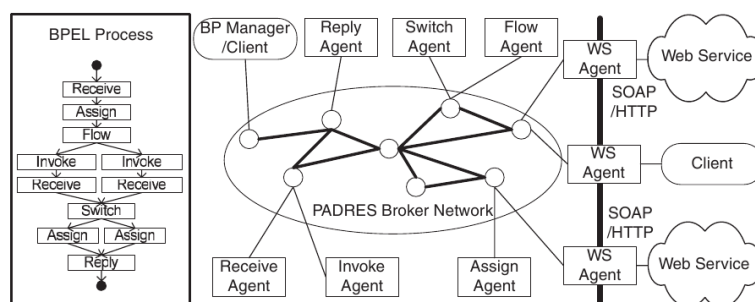 BPEL Process
Receive
Assign
Flow
Invoke Invoke
Receive Receive
Switch
Assign Assign
Reply
BP Manager
/Client
Reply
Agent
Switch
Agent
Flow
Agent
WS
Agent
Web Service
SOAP
/HTTP
WS
Agent
Client
PADRES Broker Network
SOAP
/HTTP
Receive
Agent
Invoke
Agent
Assign
Agent
WS
Agent
Web Service